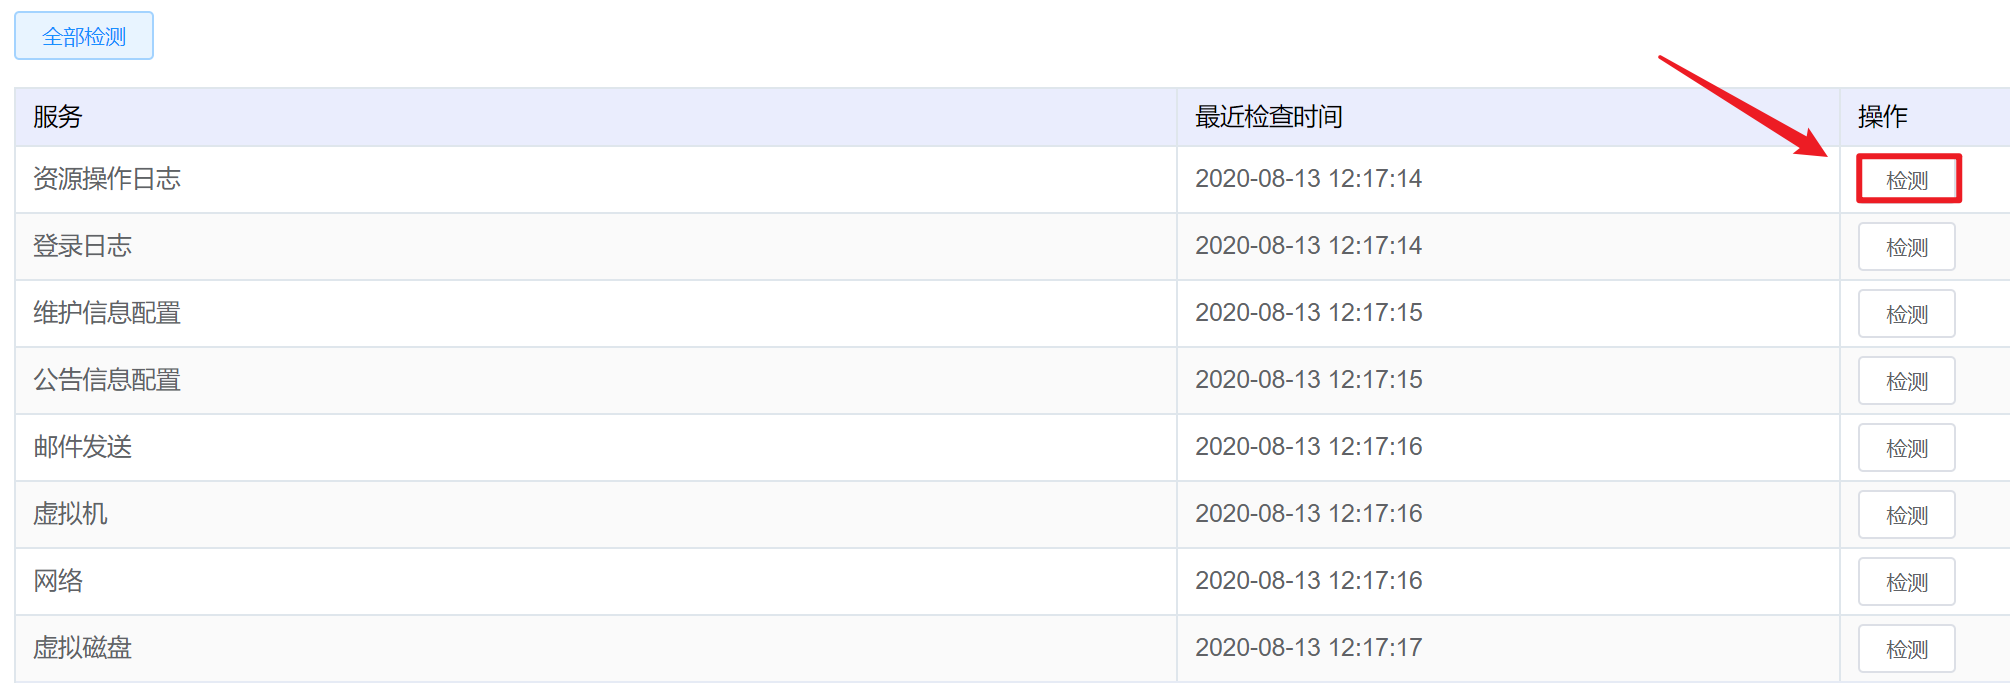 全部检测
服务 最近检查时间 操作
资源操作日志 2020-08-13 12:17:14 检测
登录日志 2020-08-13 12:17:14 检测
维护信息配置 2020-08-13 12:17:15 检测
公告信息配置 2020-08-13 12:17:15 检测
邮件发送 2020-08-13 12:17:16 检测
虚拟机 2020-08-13 12:17:16 检测
网络 2020-08-13 12:17:16 检测
虚拟磁盘 2020-08-13 12:17:17 检测